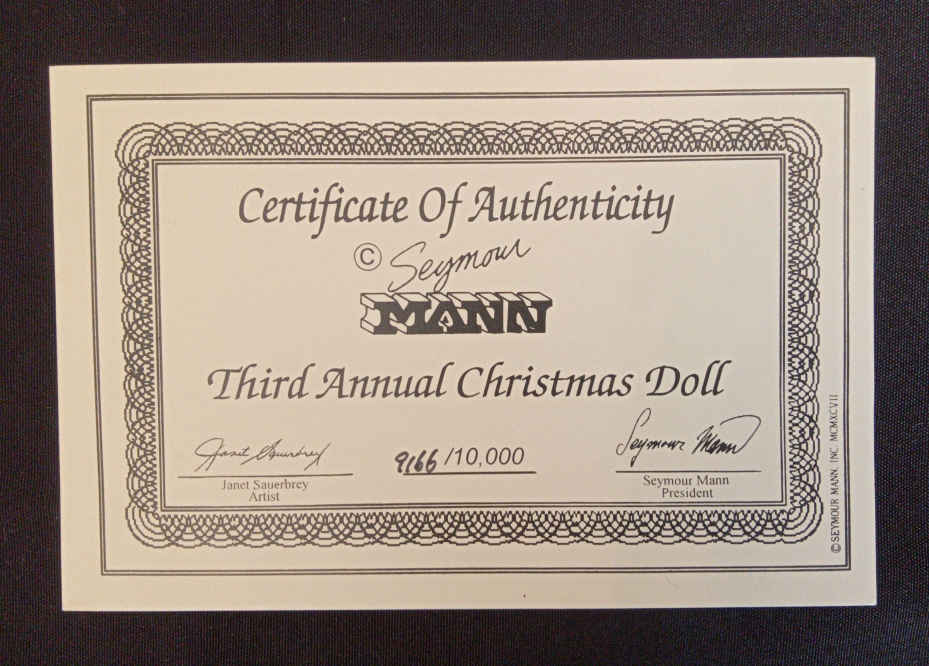 Certificate Of Authenticity
© Seymour
MANN
Third Annual Christmas Doll
Janet Sauerbrey
9166 /10,000
Seymour Mann
Janet Sauerbrey
Artist
Seymour Mann
President
© SEYMOUR MANN, INC. MCMXCVII